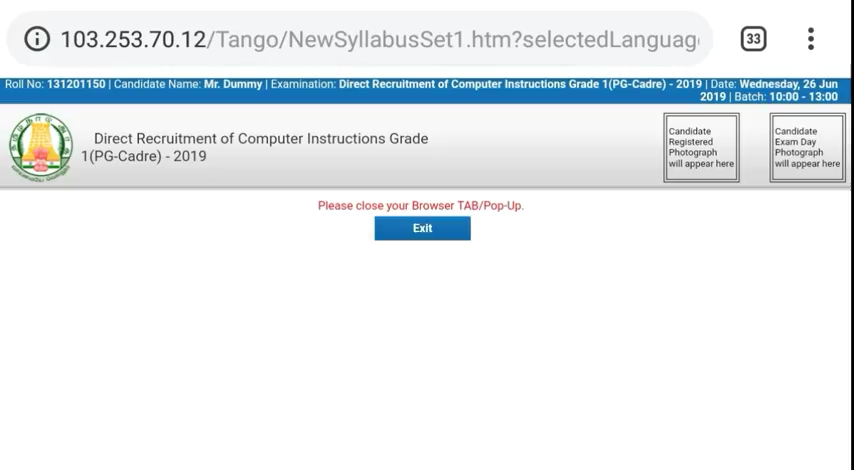 103.253.70.12/Tango/NewSyllabusSet1.htm?selectedLanguag
33
Roll No: 131201150 | Candidate Name: Mr. Dummy | Examination: Direct Recruitment of Computer Instructions Grade 1(PG-Cadre) - 2019 | Date: Wednesday, 26 Jun
2019 | Batch: 10:00 - 13:00
Direct Recruitment of Computer Instructions Grade
1(PG-Cadre) - 2019
Candidate
Registered
Photograph
will appear here
Candidate
Exam Day
Photograph
will appear here
Please close your Browser TAB/Pop-Up.
Exit